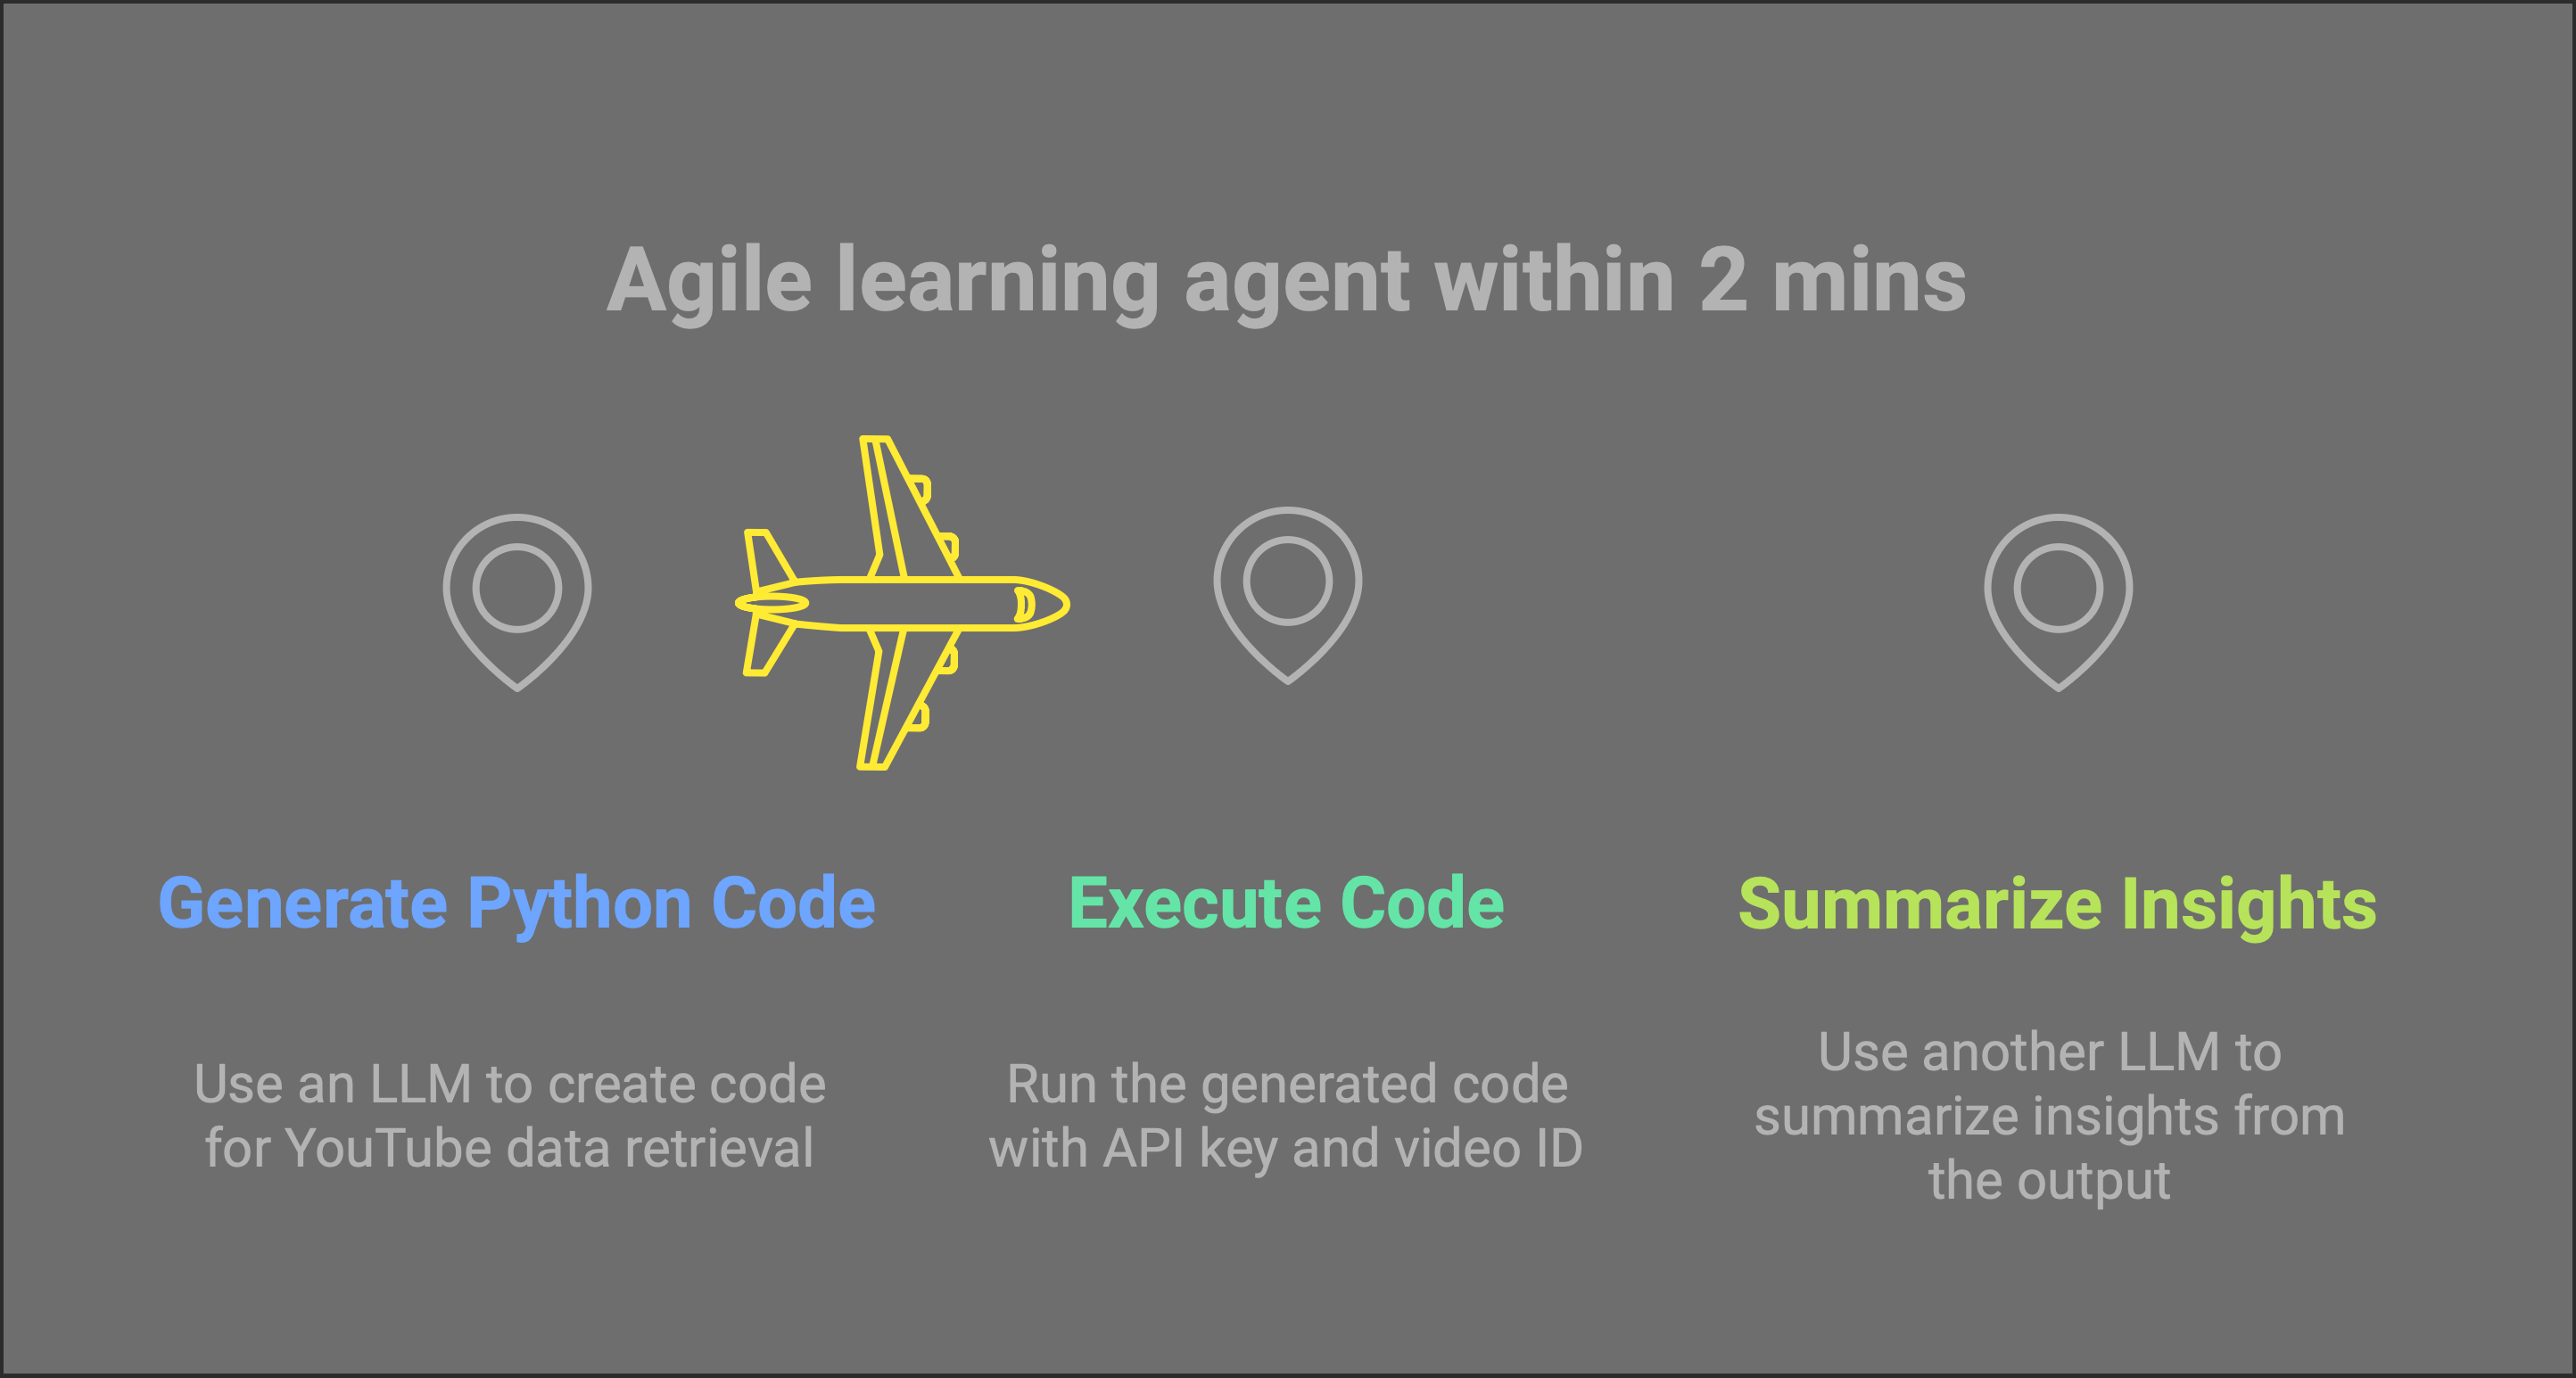 Agile learning agent within 2 mins
Generate Python Code
Use an LLM to create code
for YouTube data retrieval
Execute Code
Run the generated code
with API key and video ID
Summarize Insights
Use another LLM to
summarize insights from
the output